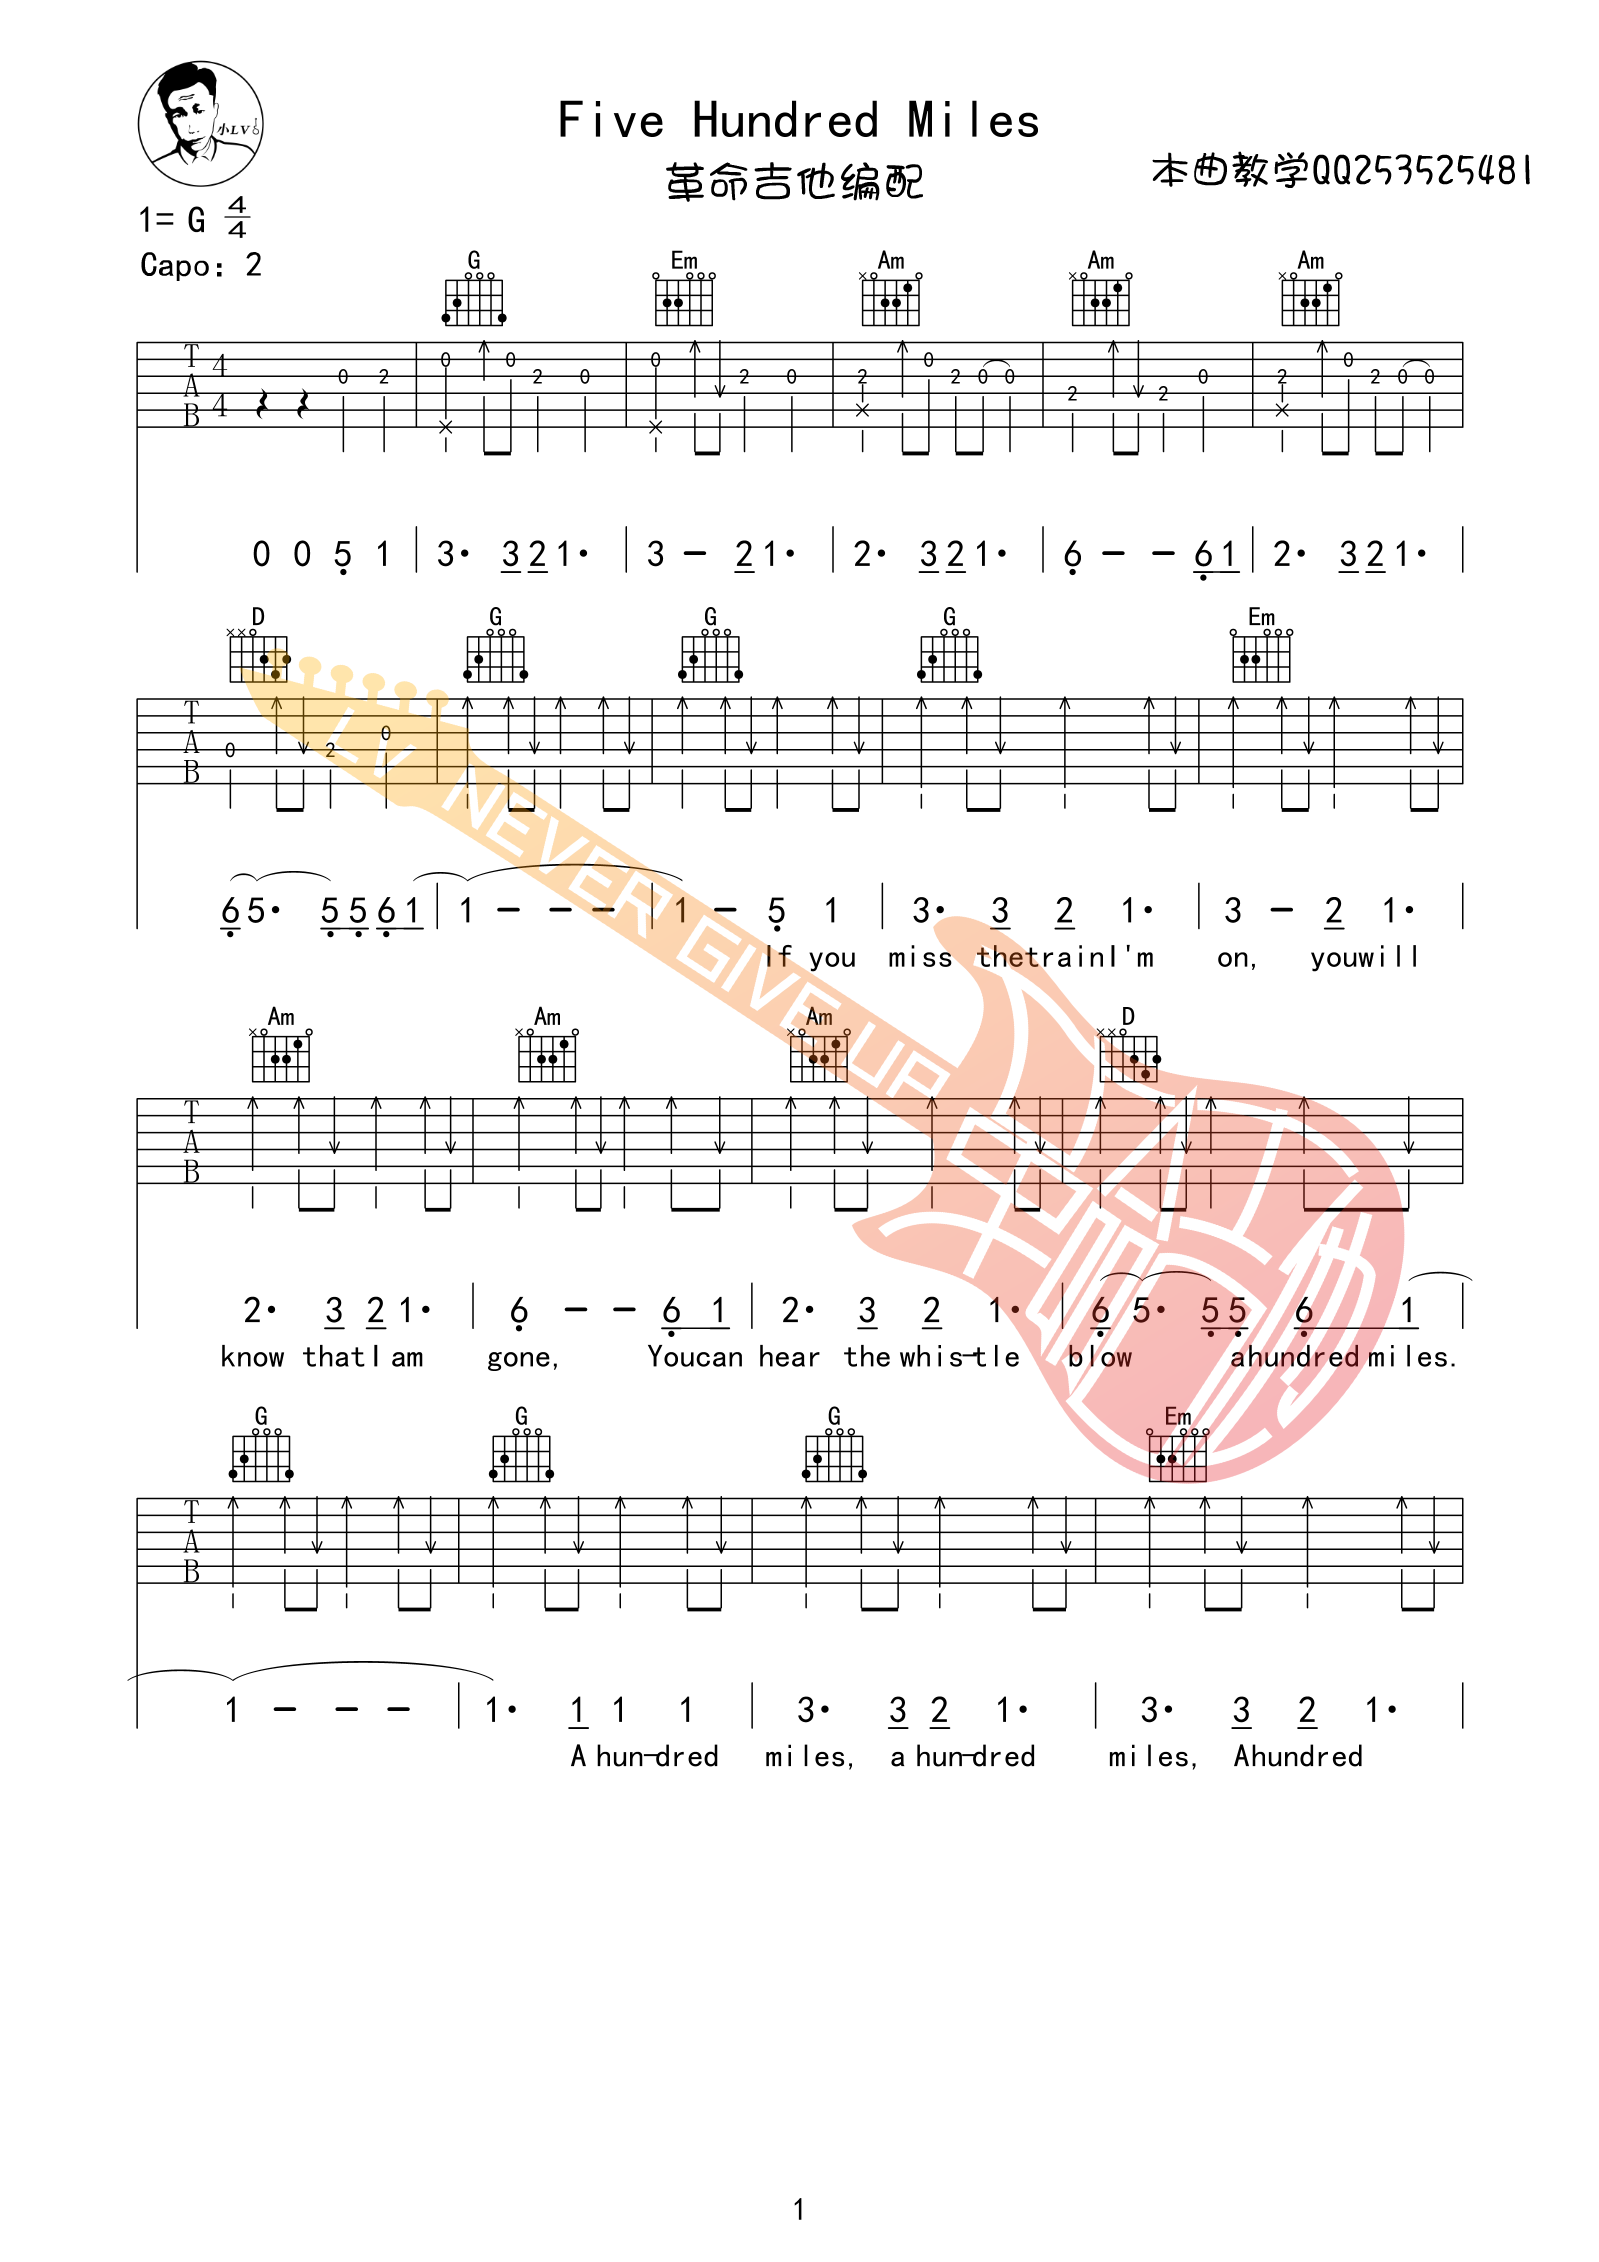 小LV
Five Hundred Miles
革命吉他编配
本曲教学QQ253525481
1= G 4/4
Capo: 2
G Em Am Am Am
T A B 4 4 0 2 0 0 2 0 0 2 0 2 0 2 0 0 2 2 0 2 0 2 0 0
0 0 5 1 | 3· 3 2 1· | 3 – 2 1· | 2· 3 2 1· | 6 – – 6 1 | 2· 3 2 1· |
D G G G Em
T A B 0 2 0
6 5· 5 5 6 1 | 1 – – – | 1 – 5 1 | 3· 3 2 1· | 3 – 2 1· |
If you miss thetrainI'm on, youwill
Am Am Am D
T A B
2· 3 2 1· | 6 – – 6 1 | 2· 3 2 1· | 6 5· 5 5 6 1 |
know thatI am gone, Youcan hear the whis-tle blow ahundred miles.
G G G Em
T A B
1 – – – | 1· 1 1 1 | 3· 3 2 1· | 3· 3 2 1· |
A hun-dred miles, a hun-dred miles, Ahundred
LV NEVER GIVE UP
1